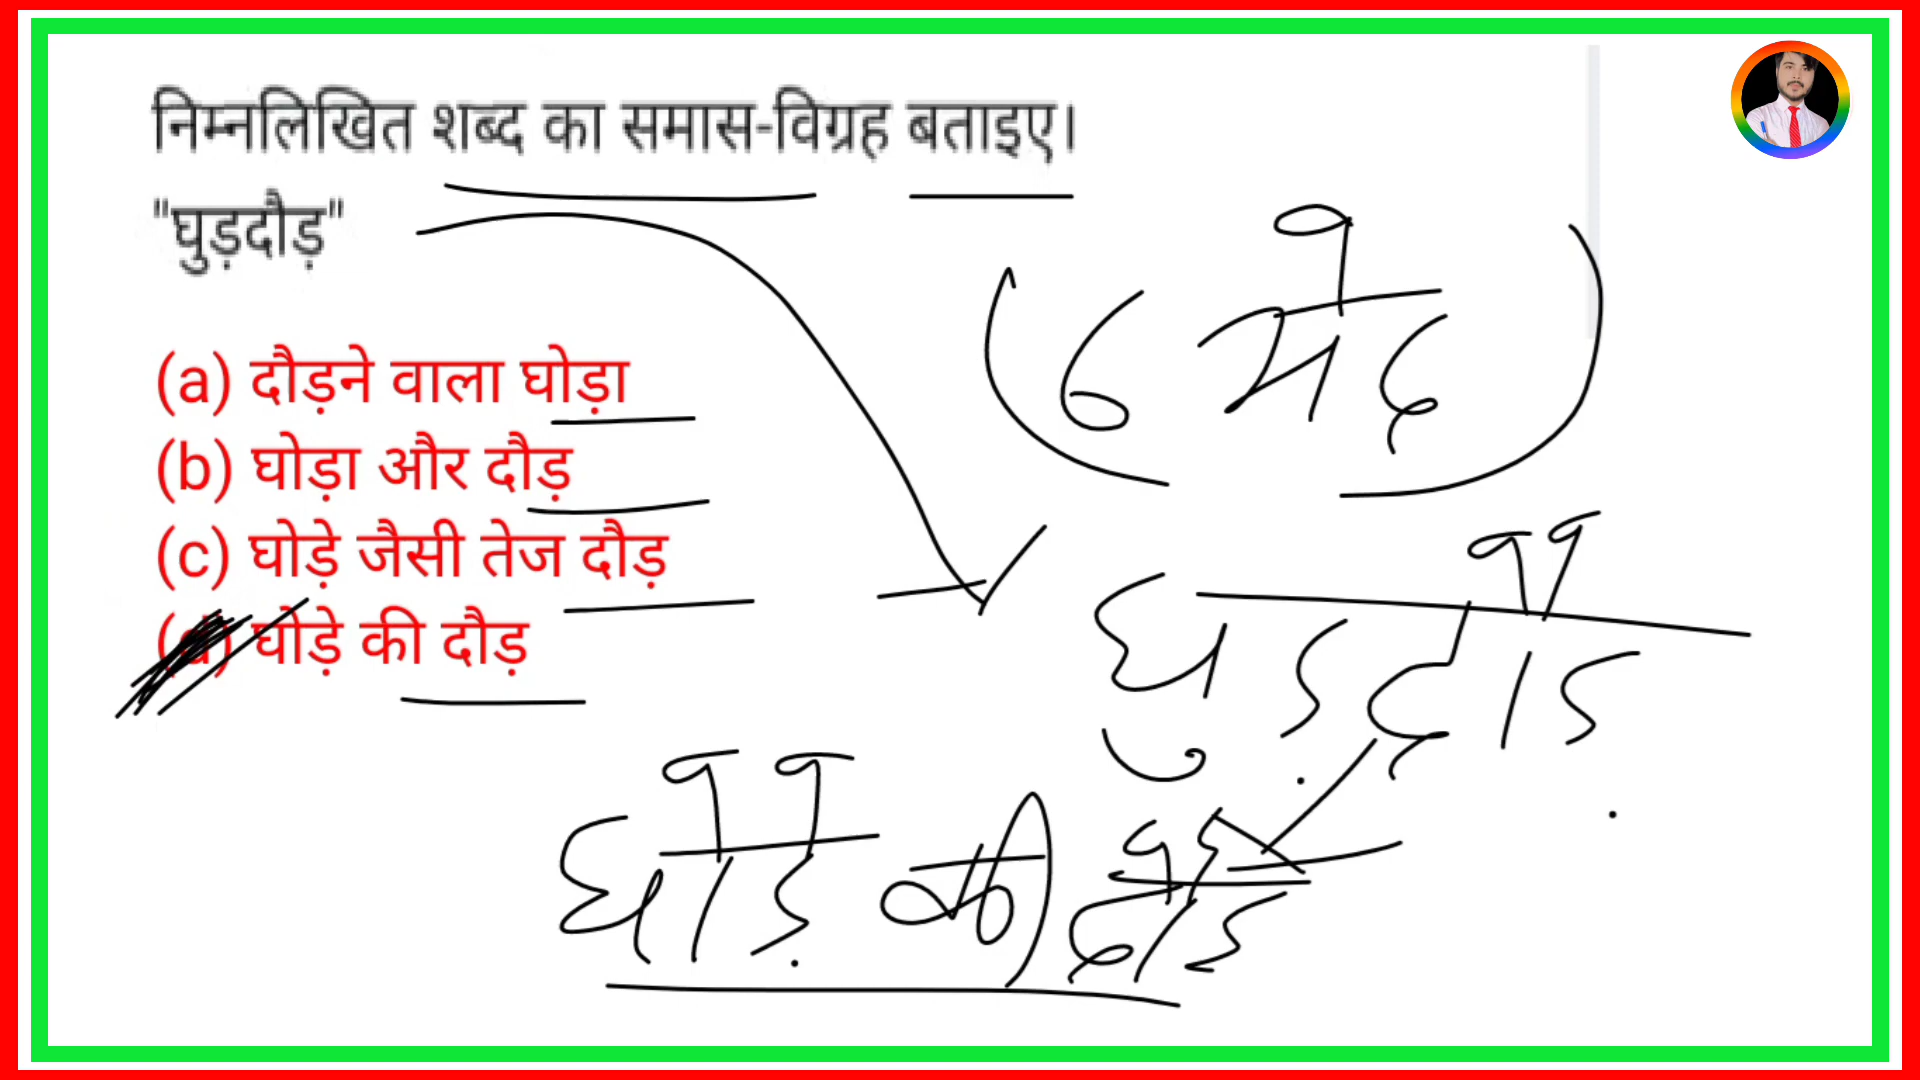 निम्नलिखित शब्द का समास-विग्रह बताइए।
"घुड़दौड़"
(a) दौड़ने वाला घोड़ा
(b) घोड़ा और दौड़
(c) घोड़े जैसी तेज दौड़
(d) घोड़े की दौड़
6 भेद
घुड़दौड़
घोड़े की दौड़